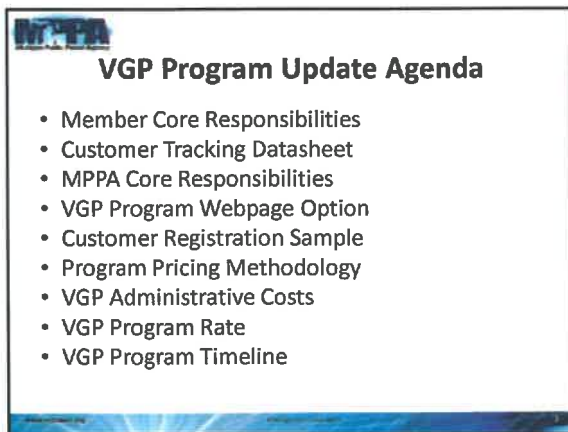 MPPA
VGP Program Update Agenda
• Member Core Responsibilities
• Customer Tracking Datasheet
• MPPA Core Responsibilities
• VGP Program Webpage Option
• Customer Registration Sample
• Program Pricing Methodology
• VGP Administrative Costs
• VGP Program Rate
• VGP Program Timeline